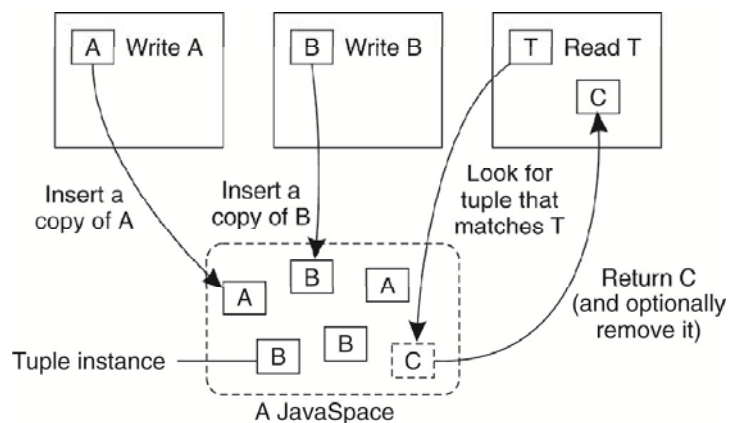 A Write A
B Write B
T Read T
C
Insert a
copy of A
Insert a
copy of B
Look for
tuple that
matches T
Return C
(and optionally
remove it)
A
B
A
Tuple instance
B
B
C
A JavaSpace